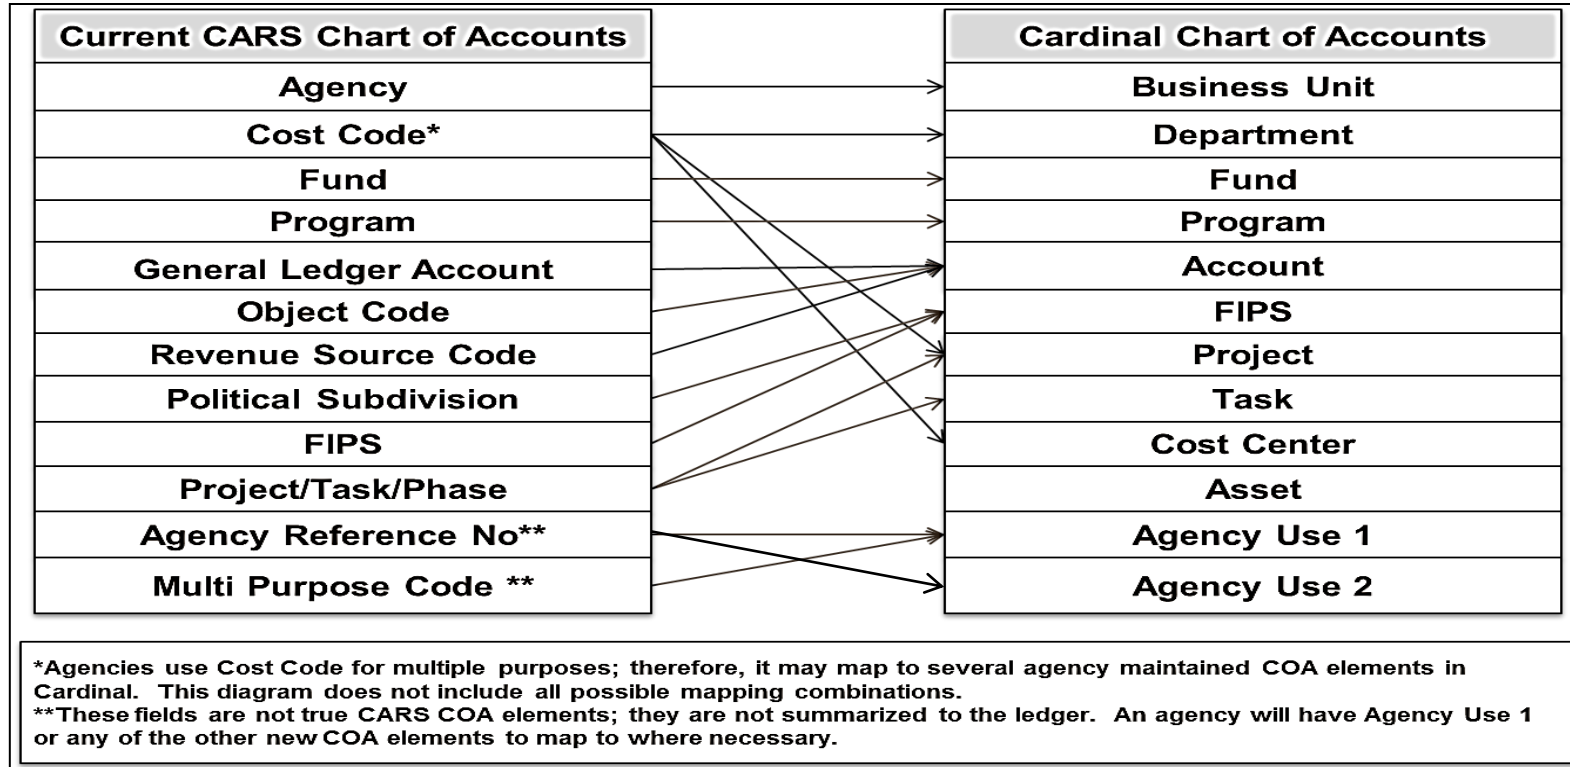 Current CARS Chart of Accounts
Agency
Cost Code*
Fund
Program
General Ledger Account
Object Code
Revenue Source Code
Political Subdivision
FIPS
Project/Task/Phase
Agency Reference No**
Multi Purpose Code **
Cardinal Chart of Accounts
Business Unit
Department
Fund
Program
Account
FIPS
Project
Task
Cost Center
Asset
Agency Use 1
Agency Use 2
*Agencies use Cost Code for multiple purposes; therefore, it may map to several agency maintained COA elements in
Cardinal. This diagram does not include all possible mapping combinations.
**These fields are not true CARS COA elements; they are not summarized to the ledger. An agency will have Agency Use 1
or any of the other new COA elements to map to where necessary.